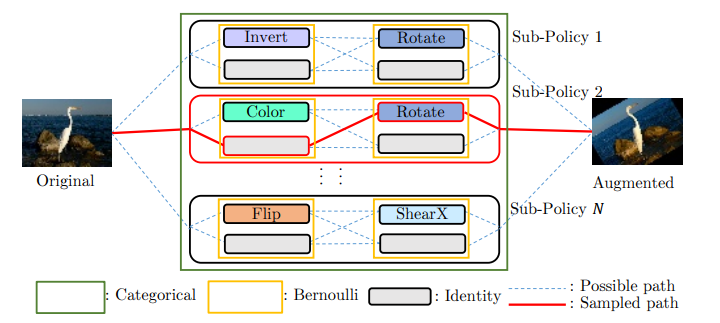 Invert Rotate Sub-Policy 1
Sub-Policy 2
Color Rotate
Original
Augmented
Flip ShearX Sub-Policy N
: Categorical : Bernoulli : Identity : Possible path
: Sampled path